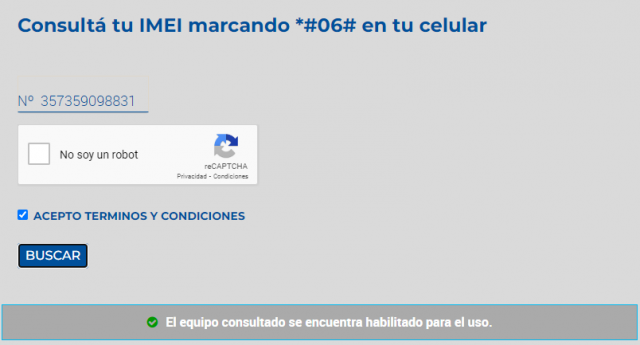 Consultá tu IMEI marcando *#06# en tu celular
Nº 357359098831
No soy un robot
reCAPTCHA
Privacidad - Condiciones
ACEPTO TERMINOS Y CONDICIONES
BUSCAR
El equipo consultado se encuentra habilitado para el uso.